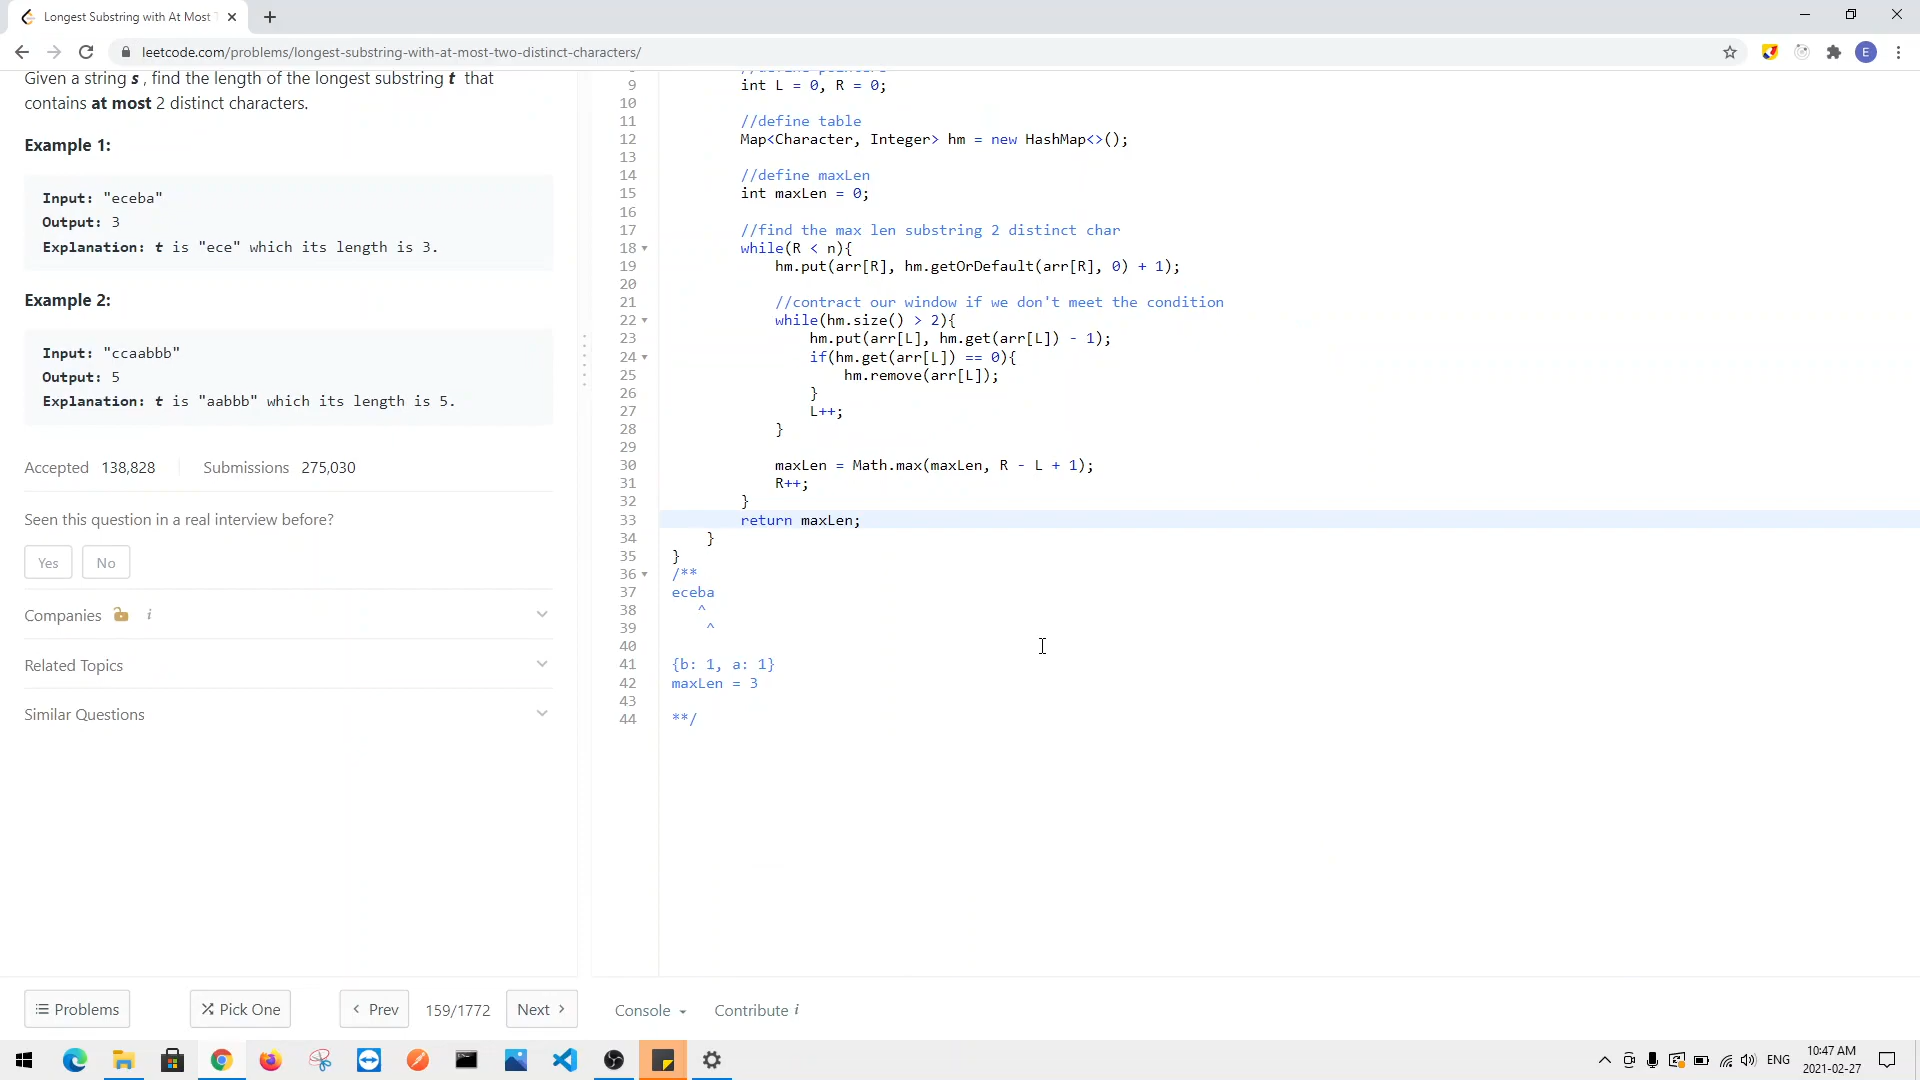 Longest Substring with At Most
leetcode.com/problems/longest-substring-with-at-most-two-distinct-characters/
E
Given a string s , find the length of the longest substring t that
contains at most 2 distinct characters.
Example 1:
Input: "eceba"
Output: 3
Explanation: t is "ece" which its length is 3.
Example 2:
Input: "ccaabbb"
Output: 5
Explanation: t is "aabbb" which its length is 5.
Accepted 138,828 Submissions 275,030
Seen this question in a real interview before?
Yes No
Companies i
Related Topics
Similar Questions
9 int L = 0, R = 0;
10
11 //define table
12 Map<Character, Integer> hm = new HashMap<>();
13
14 //define maxLen
15 int maxLen = 0;
16
17 //find the max len substring 2 distinct char
18 while(R < n){
19 hm.put(arr[R], hm.getOrDefault(arr[R], 0) + 1);
20
21 //contract our window if we don't meet the condition
22 while(hm.size() > 2){
23 hm.put(arr[L], hm.get(arr[L]) - 1);
24 if(hm.get(arr[L]) == 0){
25 hm.remove(arr[L]);
26 }
27 L++;
28 }
29
30 maxLen = Math.max(maxLen, R - L + 1);
31 R++;
32 }
33 return maxLen;
34 }
35 }
36 /**
37 eceba
38 ^
39 ^
40
41 {b: 1, a: 1}
42 maxLen = 3
43
44 **/
Problems Pick One < Prev 159/1772 Next > Console Contribute i
ENG 10:47 AM
2021-02-27